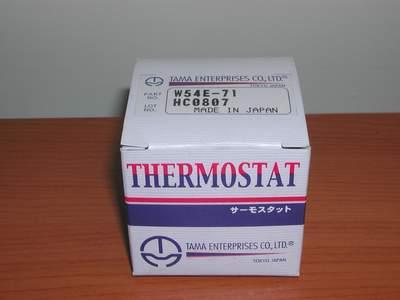 TAMA ENTERPRISES CO., LTD.®
TOKYO JAPAN
PART NO. W54E-71
LOT NO. HC0807
MADE IN JAPAN
THERMOSTAT
サーモスタット
TAMA ENTERPRISES CO., LTD.®
TOKYO JAPAN